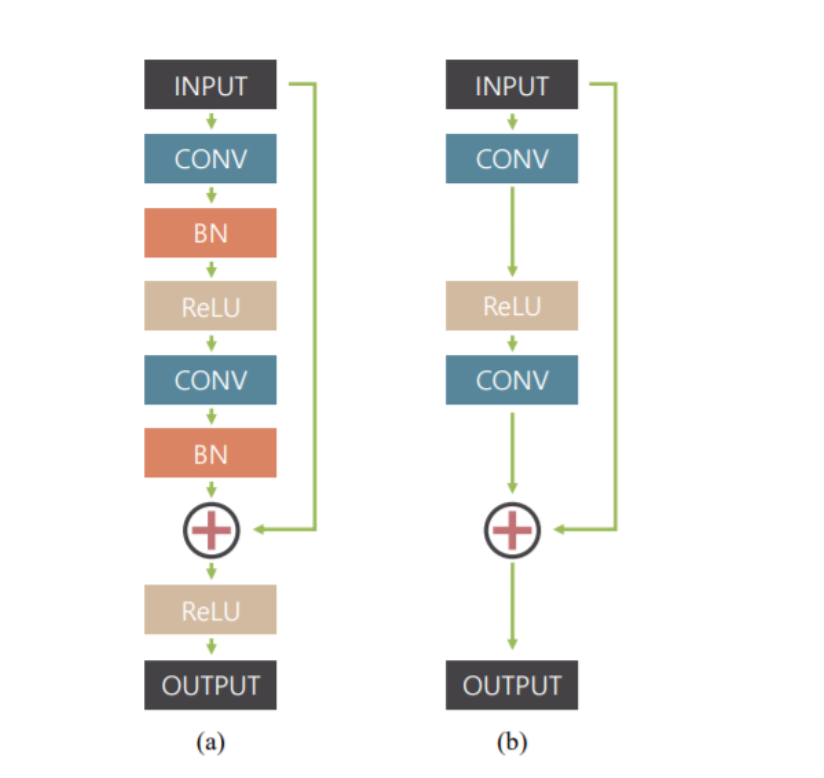 INPUT
CONV
BN
ReLU
CONV
BN
ReLU
OUTPUT
(a)
INPUT
CONV
ReLU
CONV
OUTPUT
(b)